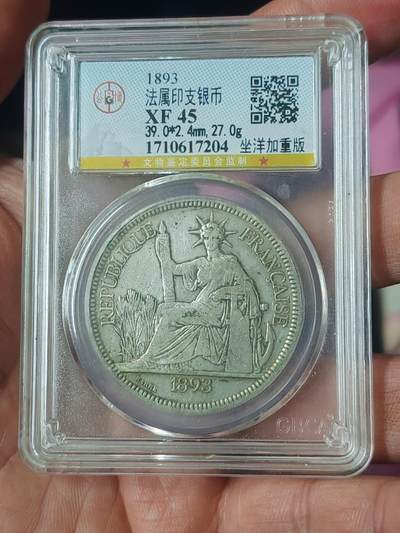 1893
法属印支银币
XF 45
39.0*2.4mm, 27.0g
1710617204 坐洋加重版
★ 文物鉴定委员会监制 ★
REPUBLIQUE FRANÇAISE
1893